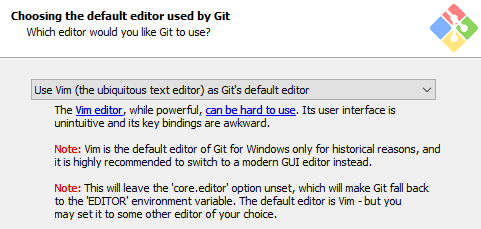 Choosing the default editor used by Git
Which editor would you like Git to use?
Use Vim (the ubiquitous text editor) as Git's default editor
The Vim editor, while powerful, can be hard to use. Its user interface is
unintuitive and its key bindings are awkward.
Note: Vim is the default editor of Git for Windows only for historical reasons, and
it is highly recommended to switch to a modern GUI editor instead.
Note: This will leave the 'core.editor' option unset, which will make Git fall back
to the 'EDITOR' environment variable. The default editor is Vim - but you
may set it to some other editor of your choice.